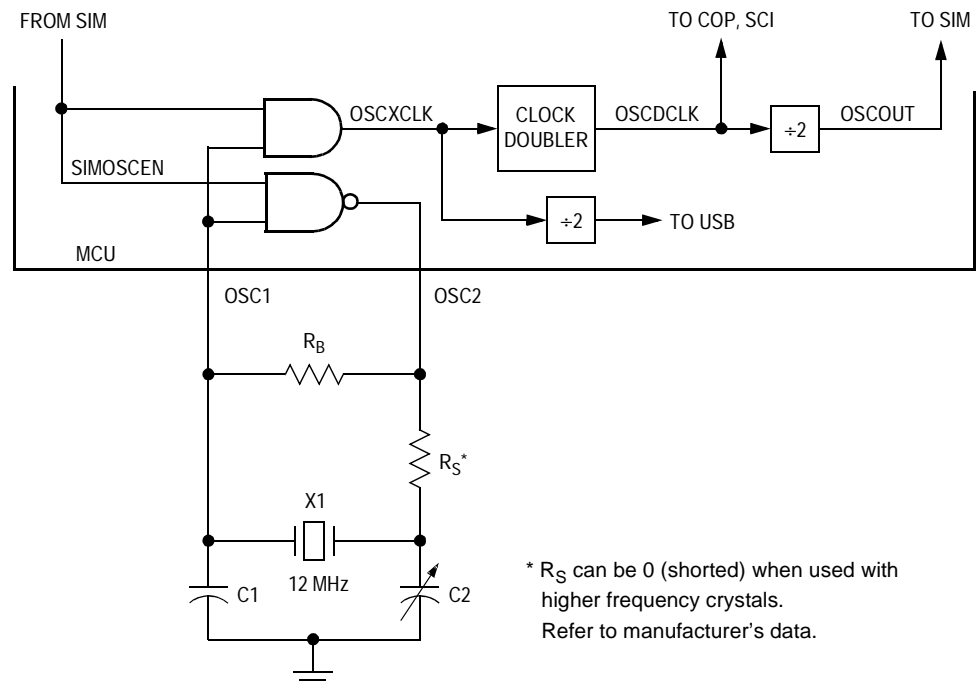 FROM SIM
TO COP, SCI
TO SIM
OSCXCLK
CLOCK
DOUBLER
OSCDCLK
÷2
OSCOUT
SIMOSCEN
÷2
TO USB
MCU
OSC1
OSC2
RB
RS*
X1
12 MHz
C1
C2
* RS can be 0 (shorted) when used with
higher frequency crystals.
Refer to manufacturer's data.